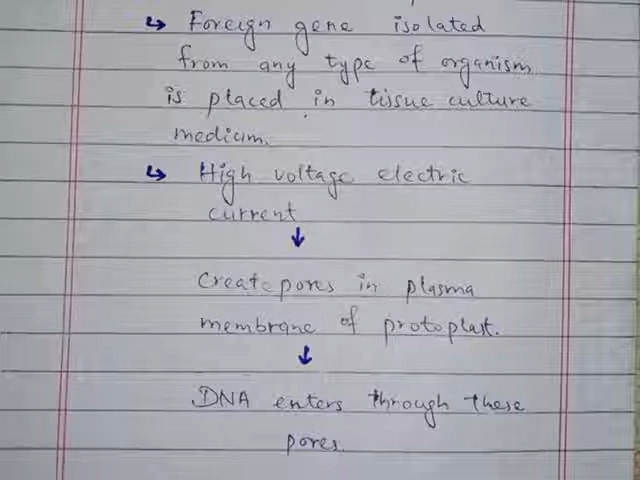 ↳ Foreign gene isolated
from any type of organism
is placed in tissue culture
medium.
↳ High voltage electric
current
↓
Create pores in plasma
membrane of protoplast.
↓
DNA enters through these
pores.